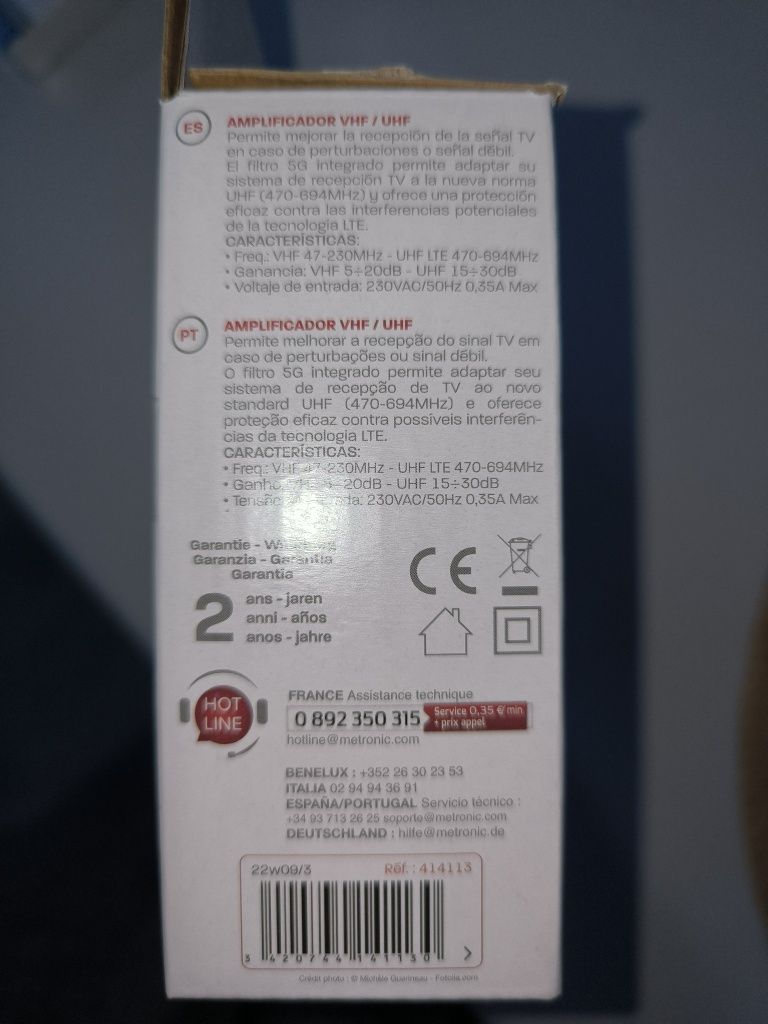 ES
AMPLIFICADOR VHF / UHF
Permite mejorar la recepción de la señal TV
en caso de perturbaciones o señal débil.
El filtro 5G integrado permite adaptar su
sistema de recepción TV a la nueva norma
UHF (470-694MHz) y ofrece una protección
eficaz contra las interferencias potenciales
de la tecnología LTE.
CARACTERÍSTICAS:
• Freq.: VHF 47-230MHz - UHF LTE 470-694MHz
• Ganancia: VHF 5÷20dB - UHF 15÷30dB
• Voltaje de entrada: 230VAC/50Hz 0,35A Max
PT
AMPLIFICADOR VHF / UHF
Permite melhorar a recepção do sinal TV em
caso de perturbações ou sinal débil.
O filtro 5G integrado permite adaptar seu
sistema de recepção de TV ao novo
standard UHF (470-694MHz) e oferece
proteção eficaz contra possíveis interferên-
cias da tecnologia LTE.
CARACTERÍSTICAS:
• Freq.: VHF 47-230MHz - UHF LTE 470-694MHz
• 5÷20dB - UHF 15÷30dB
• 230VAC/50Hz 0,35A Max
Garantie -
Garanzia - Garantia
Garantía
2
ans - jaren
anni - años
anos - jahre
CE
HOT
LINE
FRANCE Assistance technique
0 892 350 315 Service 0,35 €/min
+ prix appel
hotline@metronic.com
BENELUX : +352 26 30 23 53
ITALIA 02 94 94 36 91
ESPAÑA/PORTUGAL Servicio técnico :
+34 93 713 26 25 soporte@metronic.com
DEUTSCHLAND : hilfe@metronic.de
22w09/3 Réf. : 414113
3 420744 141130 >
Crédit photo : © Michèle Guerineau - Fotolia.com